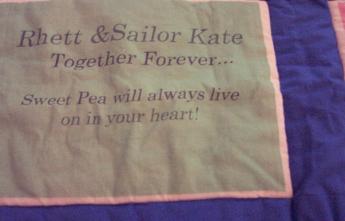 Rhett &Sailor Kate
Together Forever...
Sweet Pea will always live
on in your heart!